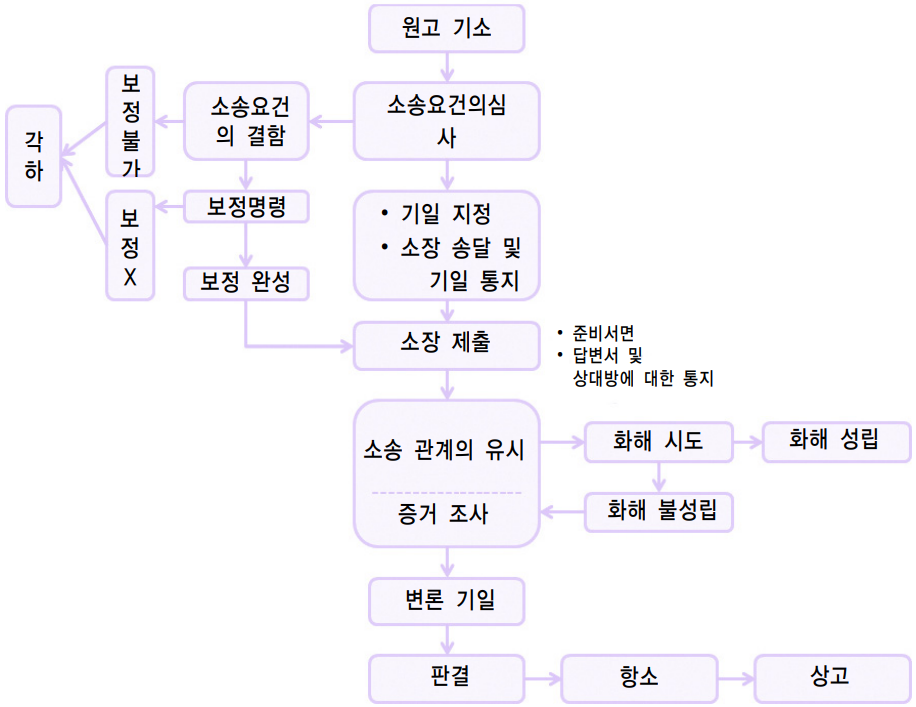 원고 기소
소송요건의심
사
소송요건
의 결함
보
정
불
가
각
하
보정명령
보
정
X
보정 완성
• 기일 지정
• 소장 송달 및
기일 통지
소장 제출
• 준비서면
• 답변서 및
상대방에 대한 통지
소송 관계의 유시
증거 조사
화해 시도
화해 성립
화해 불성립
변론 기일
판결
항소
상고